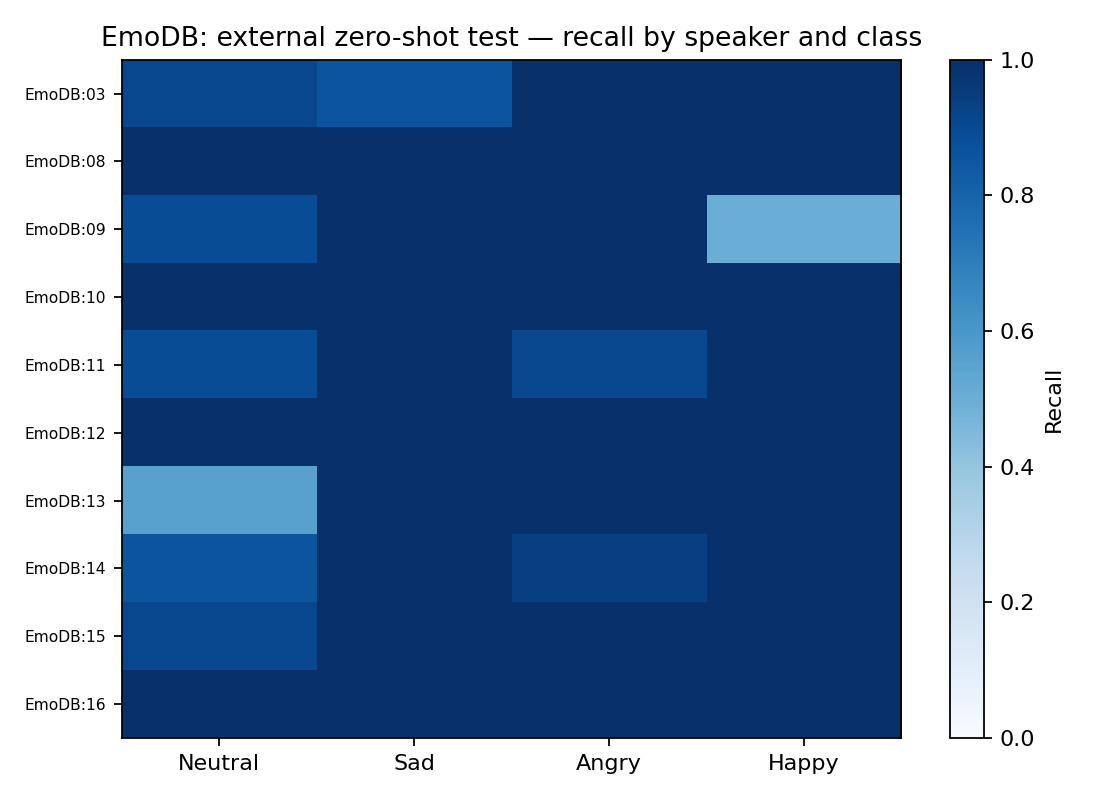 EmoDB: external zero-shot test — recall by speaker and class
EmoDB:03
EmoDB:08
EmoDB:09
EmoDB:10
EmoDB:11
EmoDB:12
EmoDB:13
EmoDB:14
EmoDB:15
EmoDB:16
Neutral Sad Angry Happy
1.0
0.8
0.6
0.4
0.2
0.0
Recall